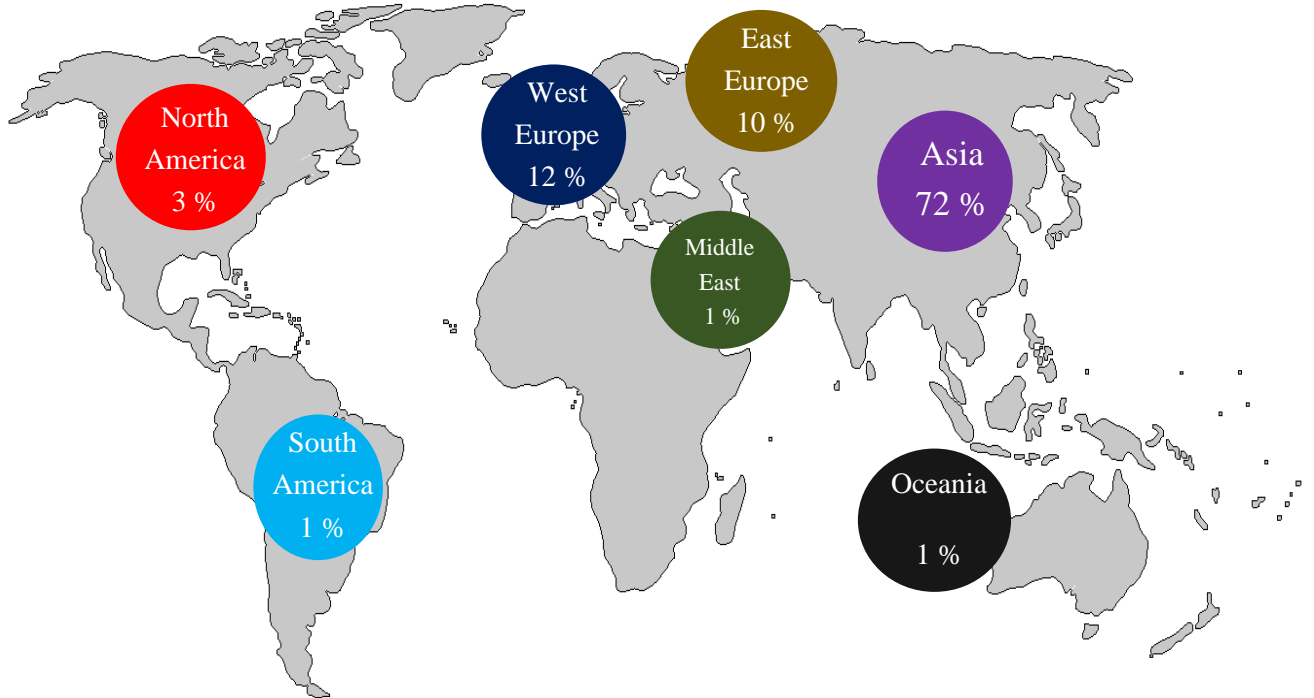 North
America
3 %
West
Europe
12 %
East
Europe
10 %
Asia
72 %
Middle
East
1 %
South
America
1 %
Oceania
1 %